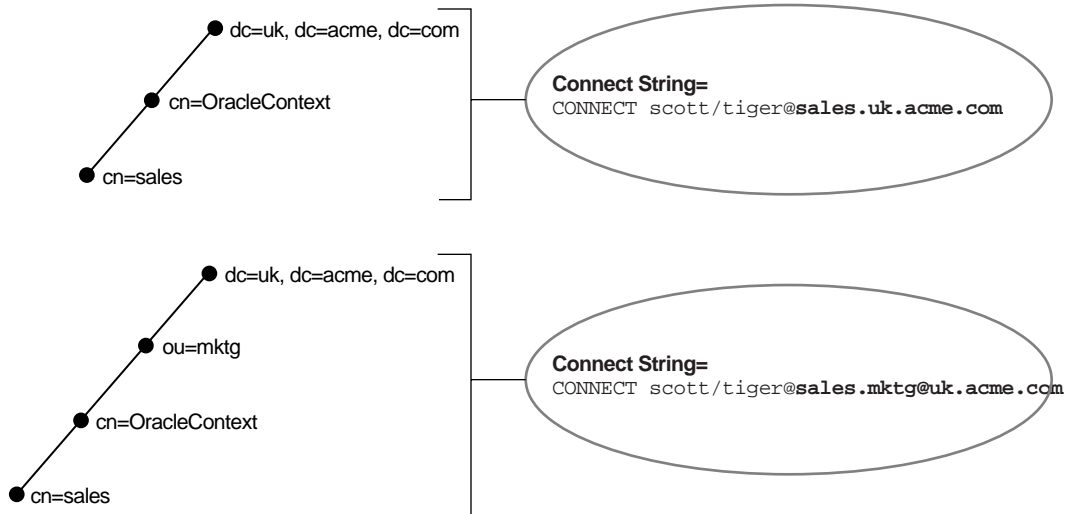 dc=uk, dc=acme, dc=com
cn=OracleContext
cn=sales
Connect String=
CONNECT scott/tiger@sales.uk.acme.com
dc=uk, dc=acme, dc=com
ou=mktg
cn=OracleContext
cn=sales
Connect String=
CONNECT scott/tiger@sales.mktg@uk.acme.com